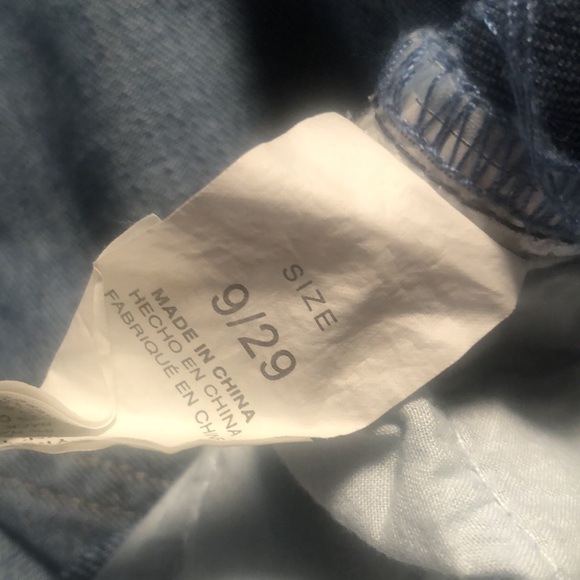 SIZE
9/29
MADE IN CHINA
HECHO EN CHINA
FABRIQUÉ EN